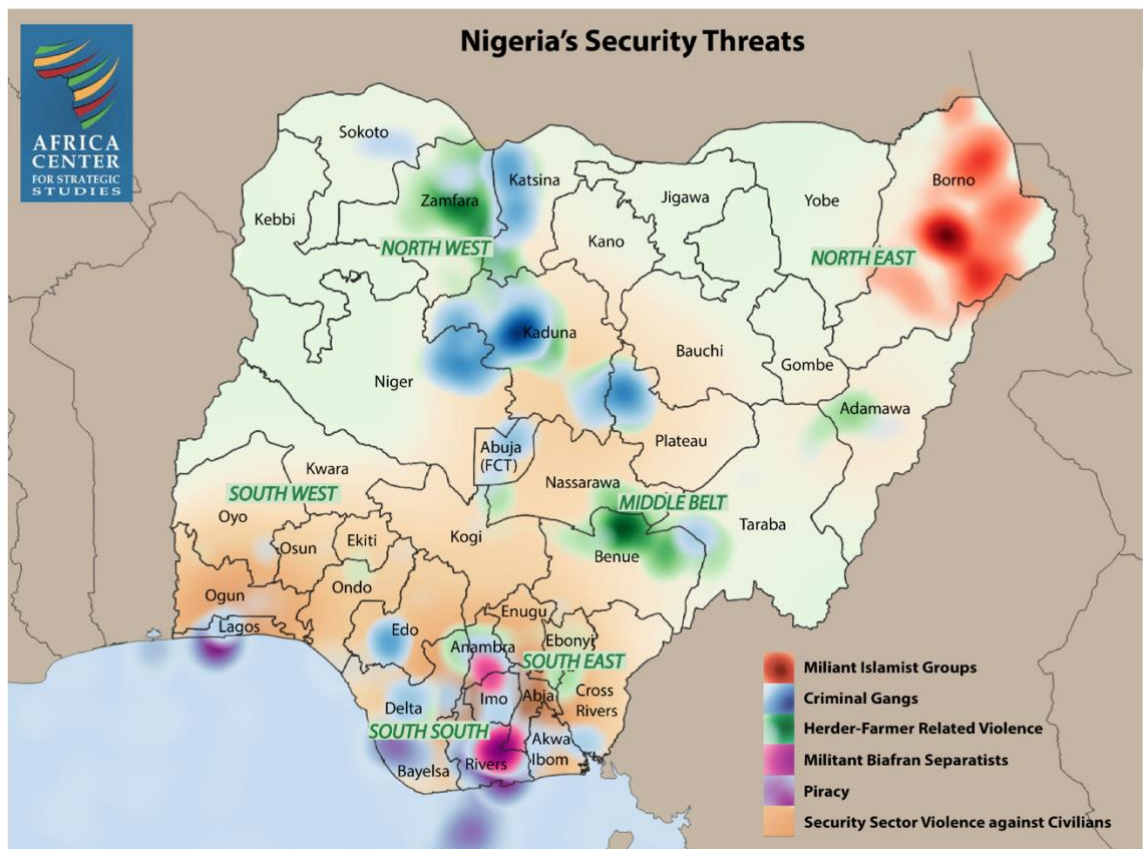 Nigeria's Security Threats
AFRICA
CENTER
FOR STRATEGIC
STUDIES
Sokoto
Katsina
Borno
Zamfara
Jigawa
Yobe
Kebbi
Kano
NORTH WEST
NORTH EAST
Kaduna
Bauchi
Gombe
Niger
Adamawa
Abuja
(FCT)
Plateau
Kwara
Nassarawa
SOUTH WEST
MIDDLE BELT
Oyo
Taraba
Kogi
Ekiti
Osun
Benue
Ondo
Ogun
Enugu
Lagos
Edo
Ebonyi
Anambra
SOUTH EAST
Imo
Abia
Cross
Rivers
Delta
SOUTH SOUTH
Akwa
Ibom
Rivers
Bayelsa
Miliant Islamist Groups
Criminal Gangs
Herder-Farmer Related Violence
Militant Biafran Separatists
Piracy
Security Sector Violence against Civilians